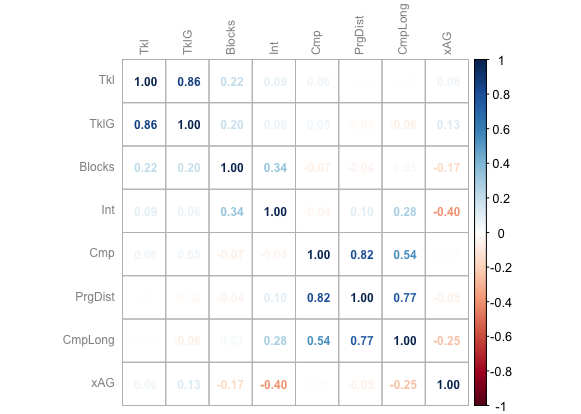 Tkl TklG Blocks Int Cmp PrgDist CmpLong xAG
Tkl 1.00 0.86 0.22 0.09 0.06 0.06
TklG 0.86 1.00 0.20 0.06 0.05 -0.02 -0.06 0.13
Blocks 0.22 0.20 1.00 0.34 -0.07 -0.04 0.03 -0.17
Int 0.09 0.06 0.34 1.00 -0.04 0.10 0.28 -0.40
Cmp 0.06 0.05 -0.07 -0.04 1.00 0.82 0.54
PrgDist -0.02 -0.04 0.10 0.82 1.00 0.77 -0.05
CmpLong -0.06 0.03 0.28 0.54 0.77 1.00 -0.25
xAG 0.06 0.13 -0.17 -0.40 -0.05 -0.25 1.00
1
0.8
0.6
0.4
0.2
0
-0.2
-0.4
-0.6
-0.8
-1